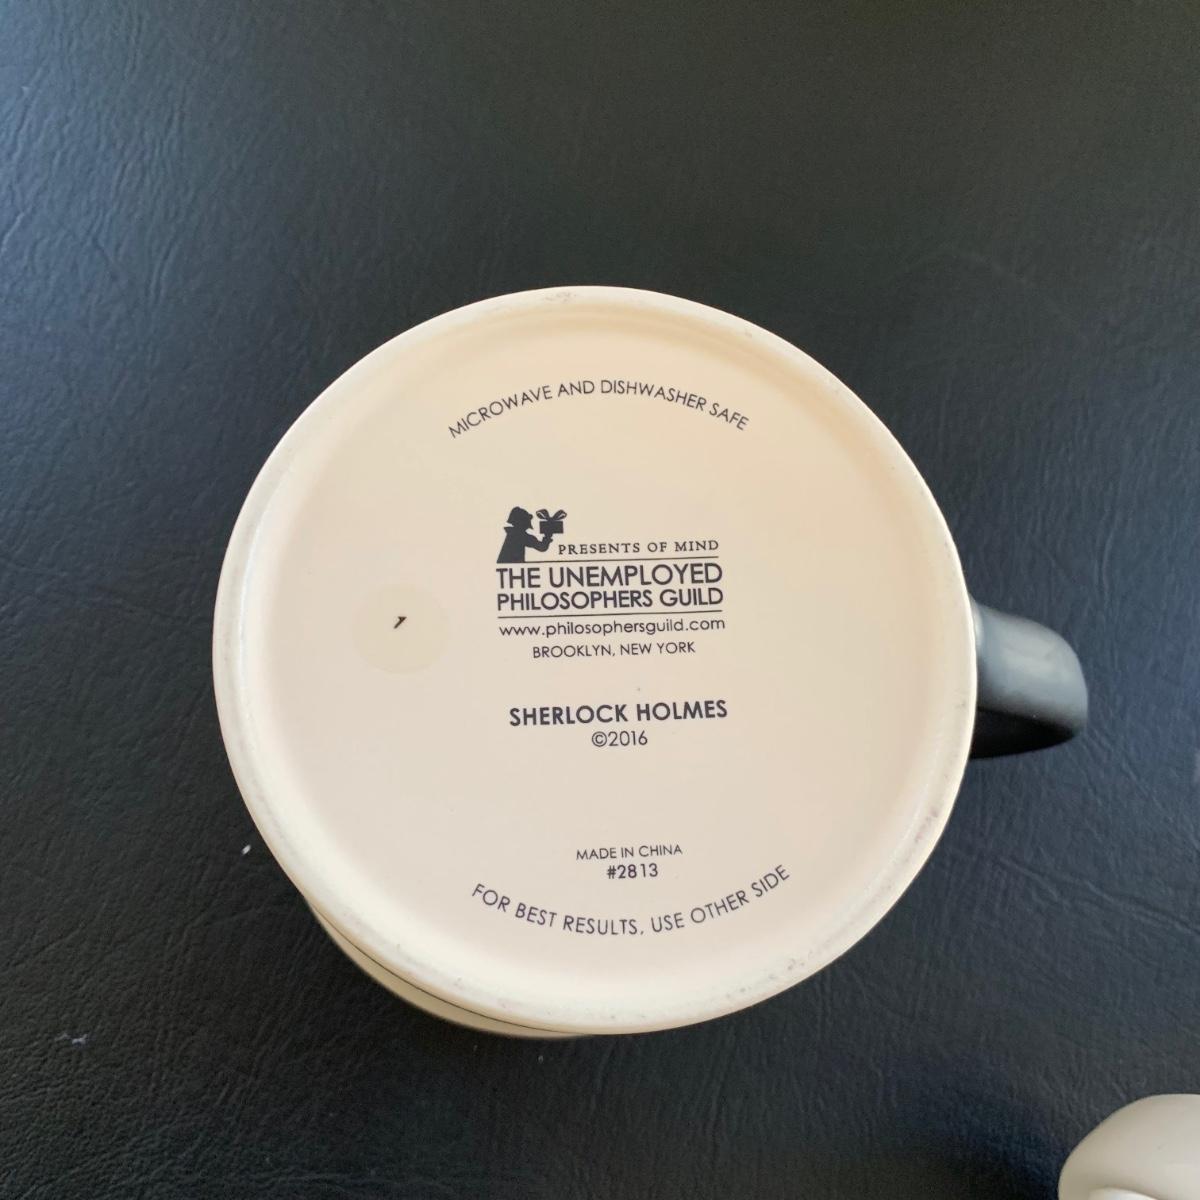 MICROWAVE AND DISHWASHER SAFE
PRESENTS OF MIND
THE UNEMPLOYED
PHILOSOPHERS GUILD
www.philosophersguild.com
BROOKLYN, NEW YORK
SHERLOCK HOLMES
©2016
MADE IN CHINA
#2813
FOR BEST RESULTS, USE OTHER SIDE